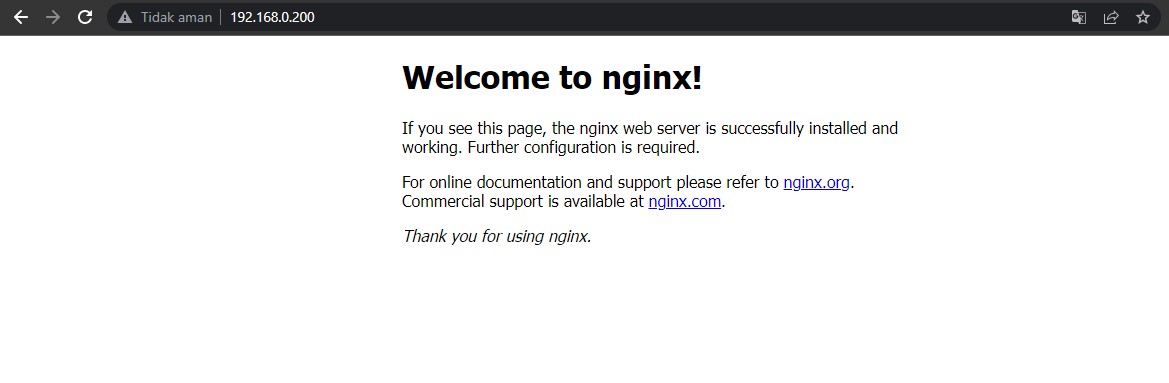 Tidak aman 192.168.0.200
Welcome to nginx!
If you see this page, the nginx web server is successfully installed and
working. Further configuration is required.
For online documentation and support please refer to nginx.org.
Commercial support is available at nginx.com.
Thank you for using nginx.